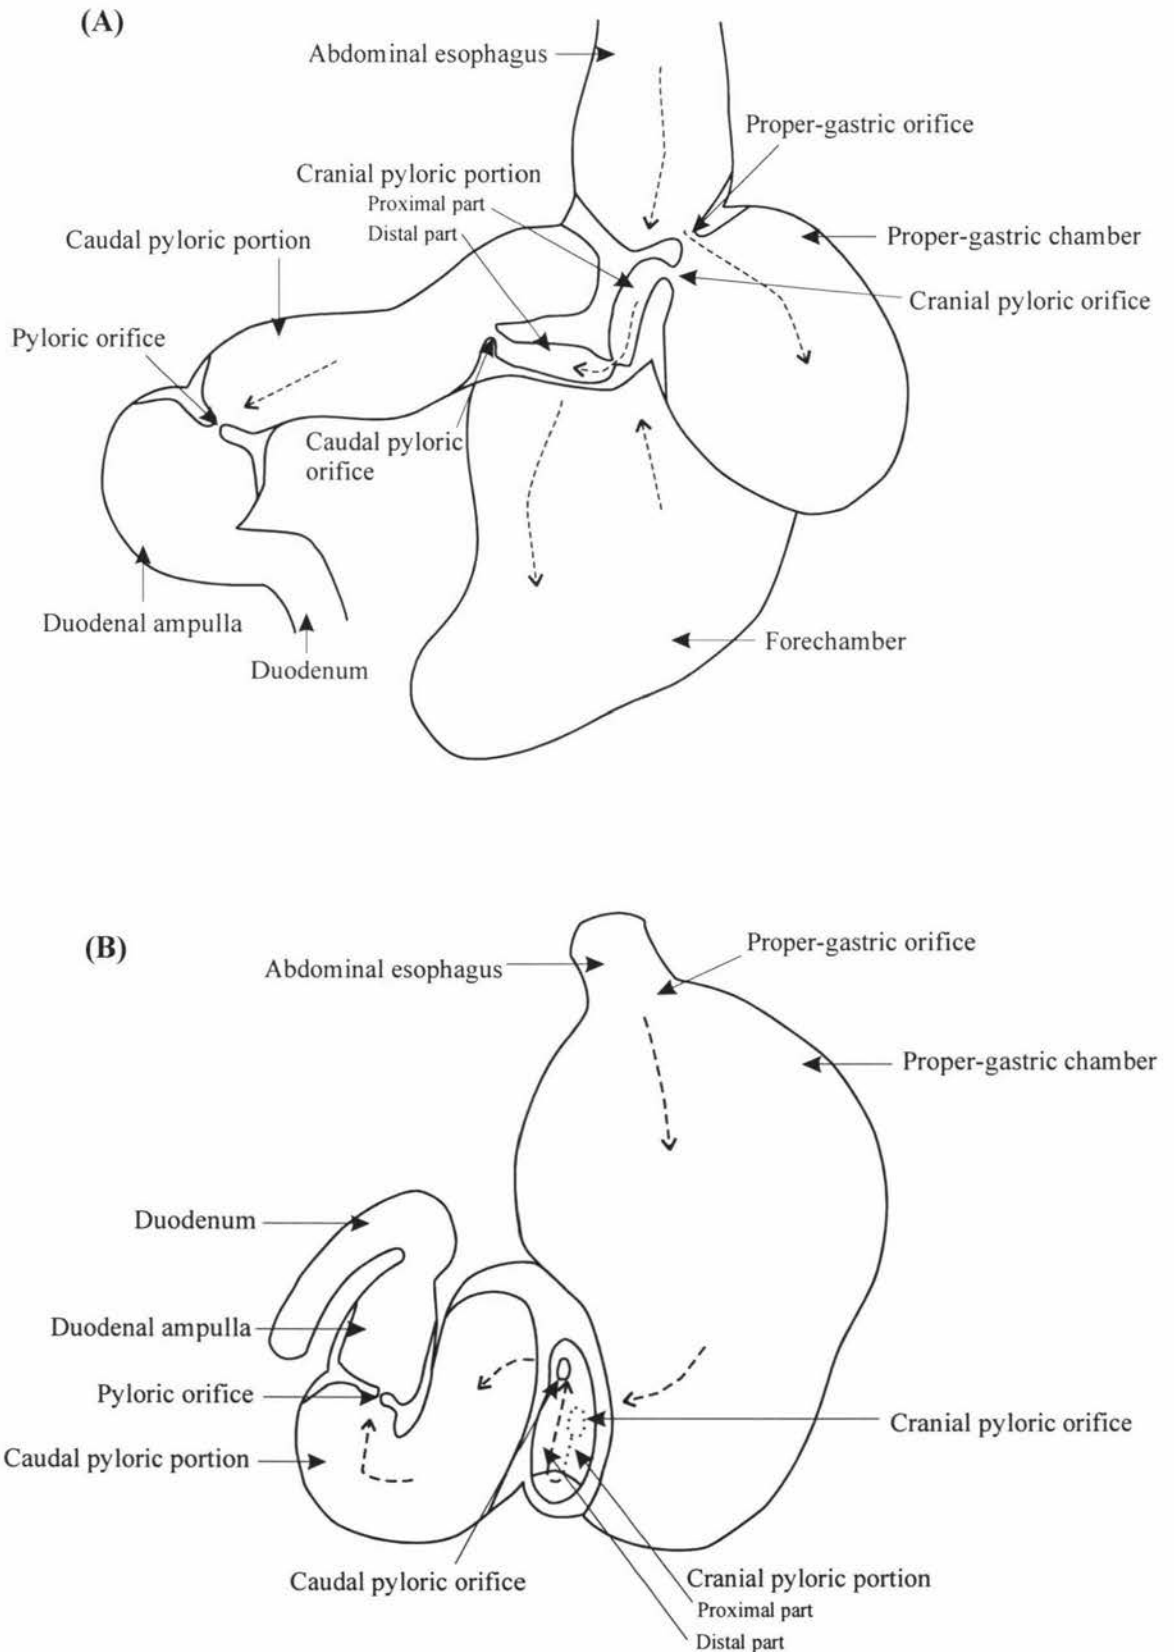 (A)
Abdominal esophagus
Proper-gastric orifice
Cranial pyloric portion
Proximal part
Distal part
Caudal pyloric portion
Proper-gastric chamber
Cranial pyloric orifice
Pyloric orifice
Caudal pyloric
orifice
Duodenal ampulla
Duodenum
Forechamber
(B)
Abdominal esophagus
Proper-gastric orifice
Proper-gastric chamber
Duodenum
Duodenal ampulla
Pyloric orifice
Cranial pyloric orifice
Caudal pyloric portion
Caudal pyloric orifice
Cranial pyloric portion
Proximal part
Distal part